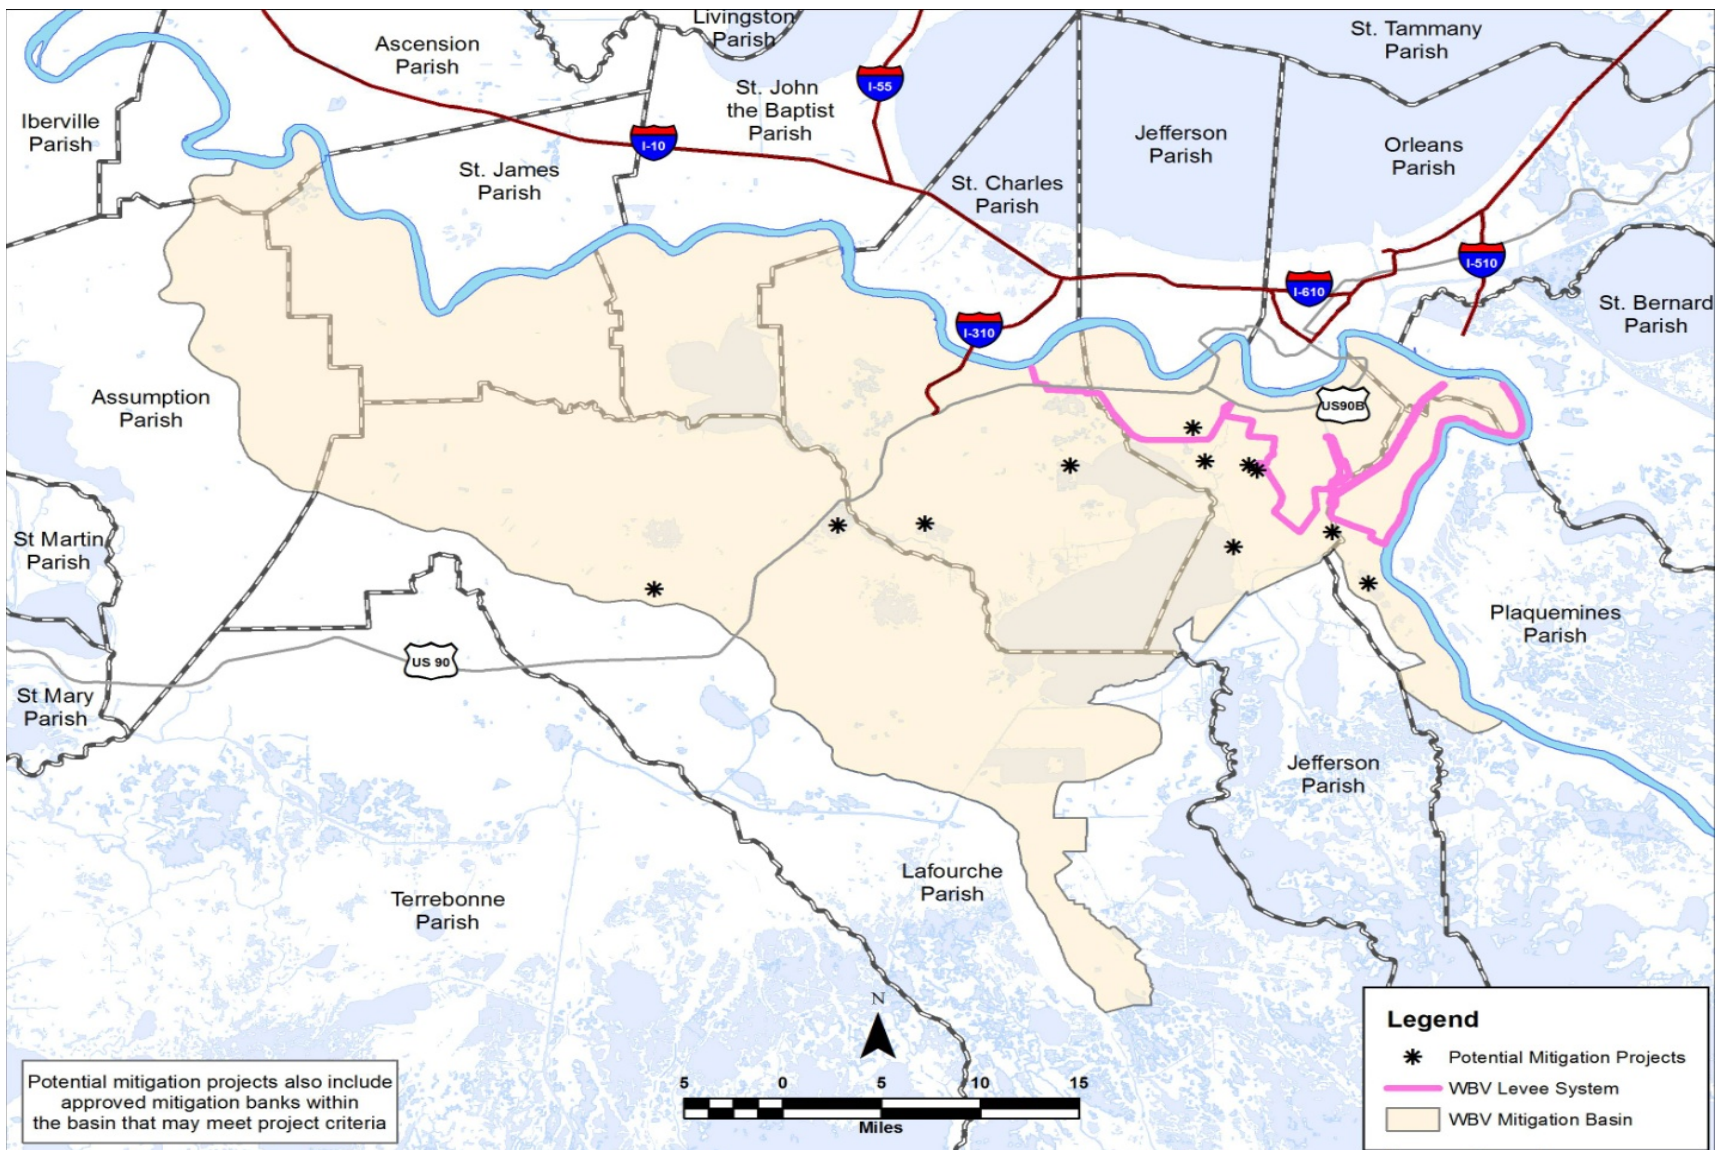 Livingston
Parish
Ascension
Parish
St. Tammany
Parish
I-55
St. John
the Baptist
Parish
Iberville
Parish
I-10
Jefferson
Parish
Orleans
Parish
St. James
Parish
St. Charles
Parish
I-510
I-610
St. Bernard
Parish
I-310
Assumption
Parish
US90B
St Martin
Parish
Plaquemines
Parish
US 90
St Mary
Parish
Jefferson
Parish
Lafourche
Parish
Terrebonne
Parish
N
5 0 5 10 15
Miles
Potential mitigation projects also include
approved mitigation banks within
the basin that may meet project criteria
Legend
Potential Mitigation Projects
WBV Levee System
WBV Mitigation Basin